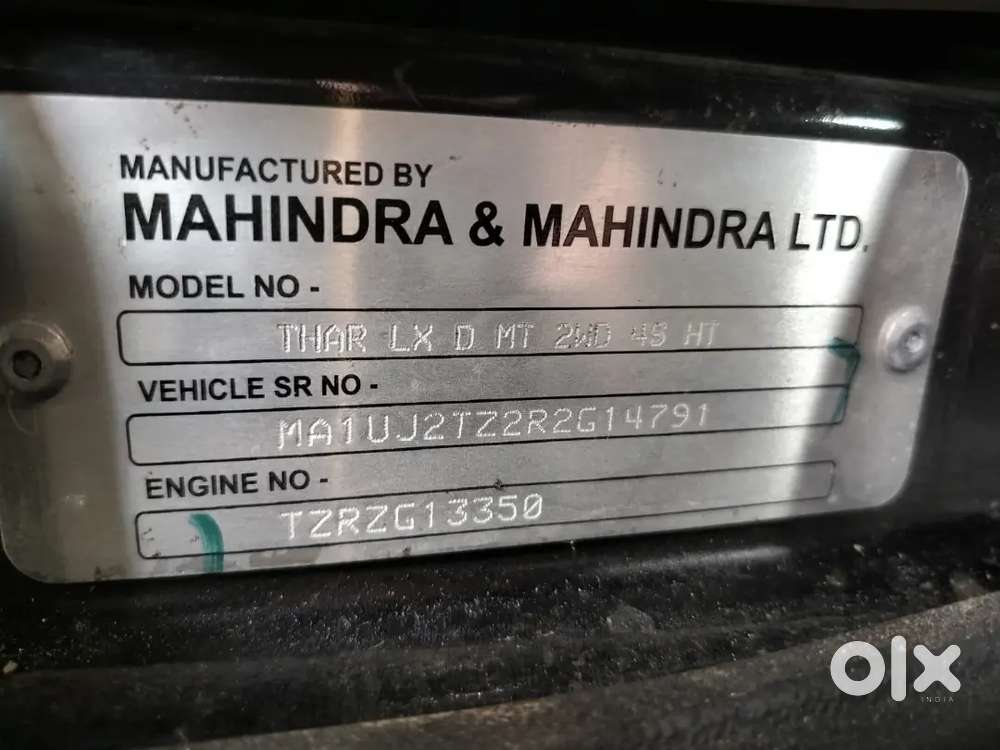 MANUFACTURED BY
MAHINDRA & MAHINDRA LTD.
MODEL NO -
THAR LX D MT 2WD 4S HT
VEHICLE SR NO -
MA1UJ2TZ2R2G14791
ENGINE NO -
TZRZG13350
olx
INDIA